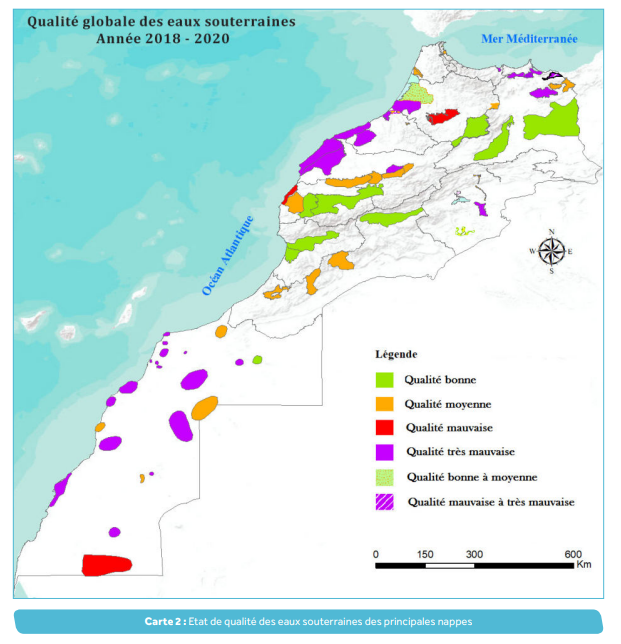 Qualité globale des eaux souterraines
Année 2018 - 2020
Mer Méditerranée
Océan Atlantique
N
W
E
S
Légende
Qualité bonne
Qualité moyenne
Qualité mauvaise
Qualité très mauvaise
Qualité bonne à moyenne
Qualité mauvaise à très mauvaise
0 150 300 600
Km
Carte 2 : Etat de qualité des eaux souterraines des principales nappes